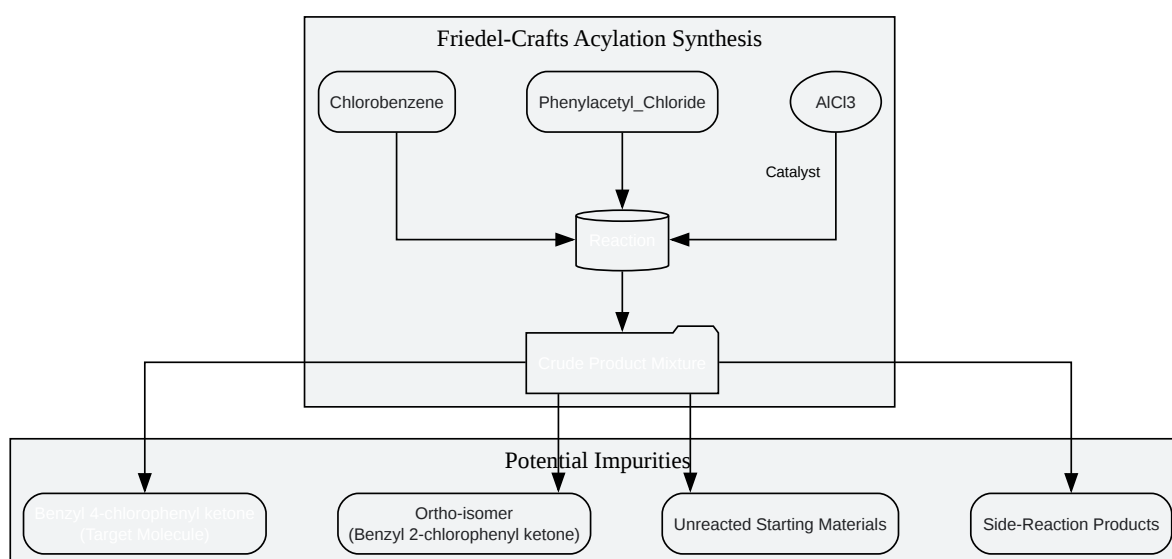 Friedel-Crafts Acylation Synthesis
Chlorobenzene
Phenylacetyl_Chloride
AlCl3
Catalyst
Reaction
Crude Product Mixture
Potential Impurities
Benzyl 4-chlorophenyl ketone
(Target Molecule)
Ortho-isomer
(Benzyl 2-chlorophenyl ketone)
Unreacted Starting Materials
Side-Reaction Products